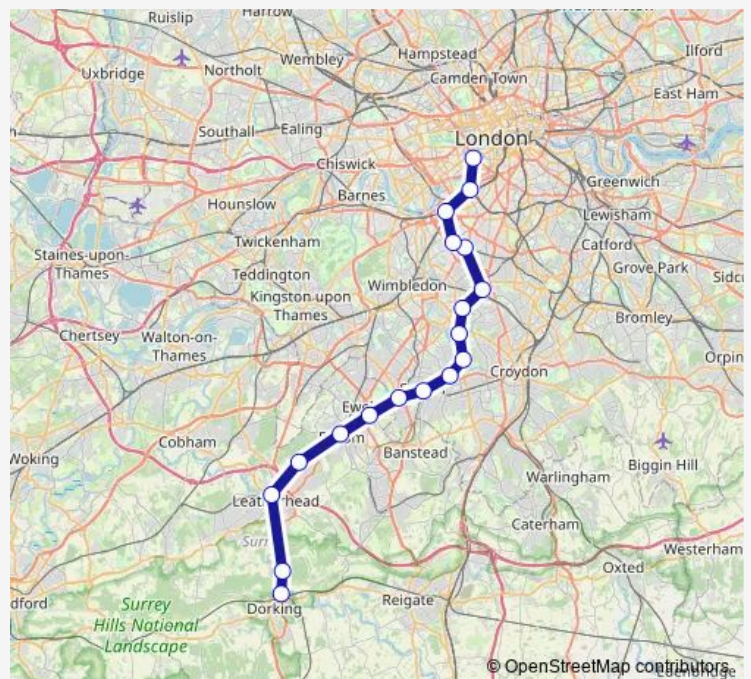 Ruislip
Harrow
Hampstead
Ilford
Uxbridge
Northolt
Wembley
Camden Town
East Ham
Southall
Ealing
London
Chiswick
Greenwich
Barnes
Hounslow
Lewisham
Twickenham
Catford
Staines-upon-
Thames
Teddington
Grove Park
Kingston upon
Thames
Wimbledon
Bromley
Chertsey
Walton-on-
Thames
Croydon
Cobham
Banstead
Woking
Biggin Hill
Warlingham
Leatherhead
Caterham
Westerham
Oxted
Surrey
Hills National
Landscape
Dorking
Reigate
© OpenStreetMap contributors